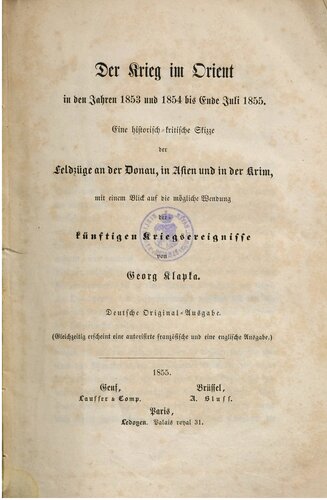 Der Krieg im Orient
in den Jahren 1853 und 1854 bis Ende Juli 1855.
Eine historisch-kritische Skizze
der
Feldzüge an der Donau, in Asien und in der Krim,
mit einem Blick auf die mögliche Wendung
der
künftigen Kriegsereignisse
von
Georg Klapka.
Deutsche Original-Ausgabe.
(Gleichzeitig erscheint eine autorisirte französische und eine englische Ausgabe.)
1855.
Genf, Brüssel,
Lauffer & Comp. A. Bluff.
Paris,
Ledoyen. Palais royal 31.